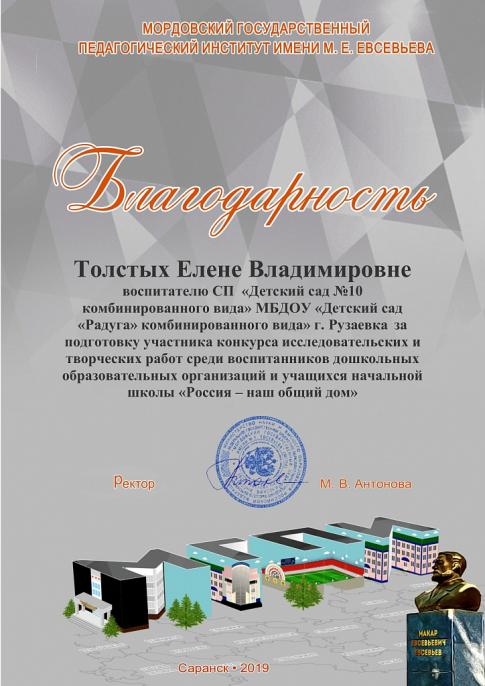 МОРДОВСКИЙ ГОСУДАРСТВЕННЫЙ
ПЕДАГОГИЧЕСКИЙ ИНСТИТУТ ИМЕНИ М. Е. ЕВСЕВЬЕВА
Благодарность
Толстых Елене Владимировне
воспитателю СП «Детский сад №10
комбинированного вида» МБДОУ «Детский сад
«Радуга» комбинированного вида» г. Рузаевка за
подготовку участника конкурса исследовательских и
творческих работ среди воспитанников дошкольных
образовательных организаций и учащихся начальной
школы «Россия – наш общий дом»
Ректор
М. В. Антонова
МАКАР
ЕВСЕВЬЕВИЧ
ЕВСЕВЬЕВ
Саранск • 2019